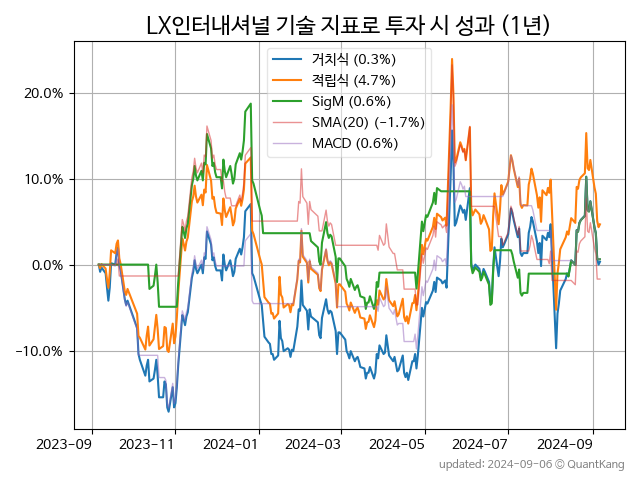 LX인터내셔널 기술 지표로 투자 시 성과 (1년)
거치식 (0.3%)
적립식 (4.7%)
SigM (0.6%)
SMA(20) (−1.7%)
MACD (0.6%)
20.0%
10.0%
0.0%
−10.0%
2023-09 2023-11 2024-01 2024-03 2024-05 2024-07 2024-09
updated: 2024-09-06 © QuantKang